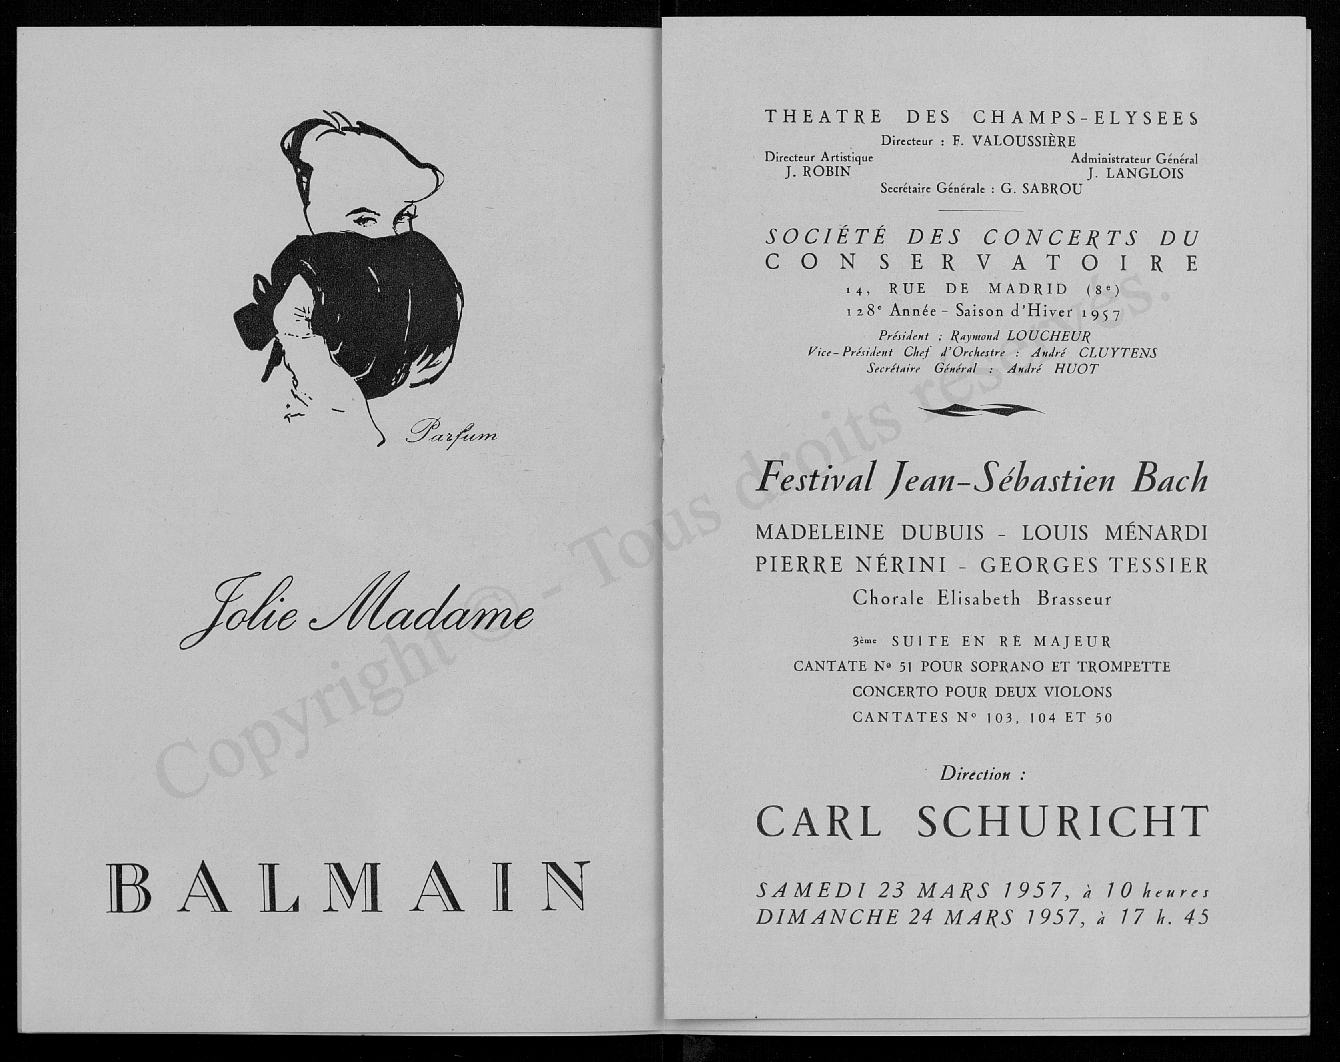 Parfum
Jolie Madame
BALMAIN
THEATRE DES CHAMPS-ELYSEES
Directeur : F. VALOUSSIÈRE
Directeur Artistique
J. ROBIN
Administrateur Général
J. LANGLOIS
Secrétaire Générale : G. SABROU
SOCIÉTÉ DES CONCERTS DU
CONSERVATOIRE
14, RUE DE MADRID (8e)
128e Année - Saison d'Hiver 1957
Président : Raymond LOUCHEUR
Vice-Président Chef d'Orchestre : André CLUYTENS
Secrétaire Général : André HUOT
Festival Jean-Sébastien Bach
MADELEINE DUBUIS - LOUIS MÉNARDI
PIERRE NÉRINI - GEORGES TESSIER
Chorale Elisabeth Brasseur
3ème SUITE EN RÉ MAJEUR
CANTATE No 51 POUR SOPRANO ET TROMPETTE
CONCERTO POUR DEUX VIOLONS
CANTATES No 103, 104 ET 50
Direction :
CARL SCHURICHT
SAMEDI 23 MARS 1957, à 10 heures
DIMANCHE 24 MARS 1957, à 17 h. 45
Copyright © - Tous droits réservés.